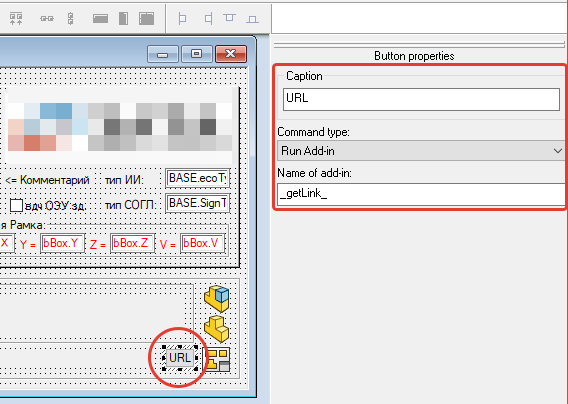 Button properties
Caption
URL
Command type:
Run Add-in
Name of add-in:
_getLink_
<= Комментарий тип ИИ: BASE.ecoTy
вдч ОЗУ зд. тип СОГЛ: BASE.SignT
я Рамка:
X Y = bBox.Y Z = bBox.Z V = bBox.V
URL